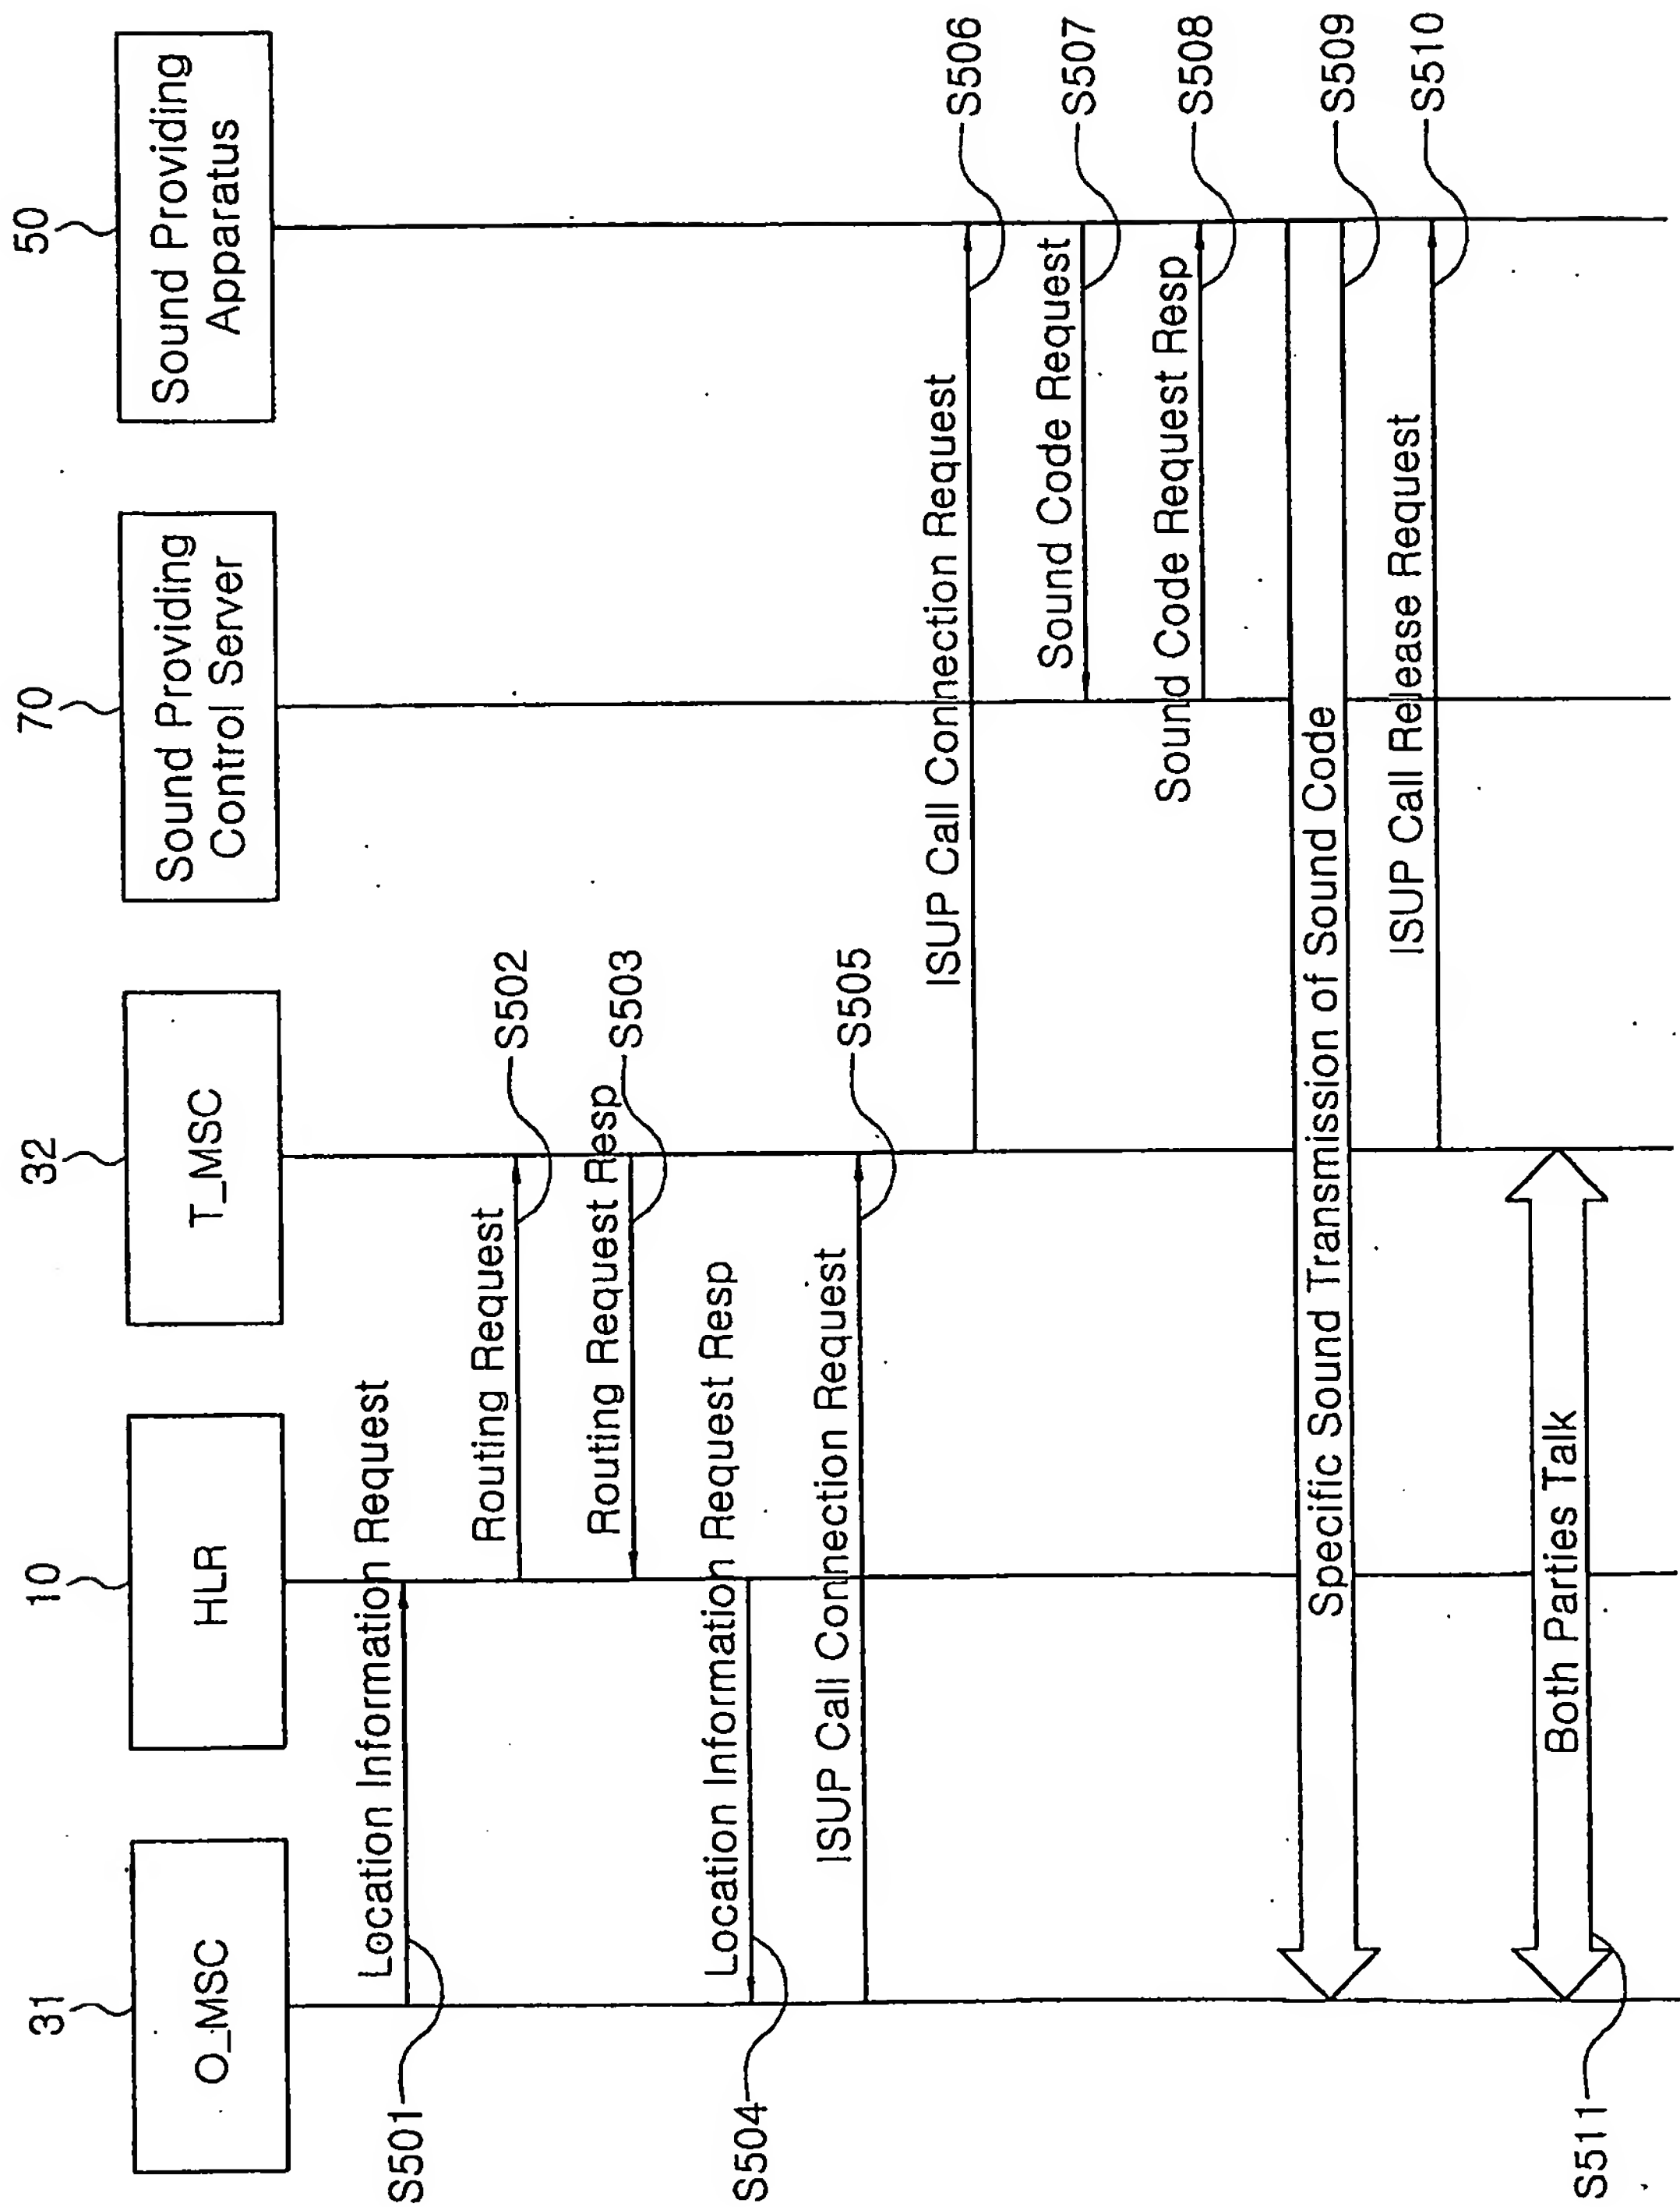 31
10
32
70
50
O_MSC
HLR
T_MSC
Sound Providing
Control Server
Sound Providing
Apparatus
Location Information Request
S501
Routing Request
S502
Routing Request Resp
S503
Location Information Request Resp
S504
ISUP Call Connection Request
S505
ISUP Call Connection Request
S506
Sound Code Request
S507
Sound Code Request Resp
S508
Specific Sound Transmission of Sound Code
S509
ISUP Call Release Request
S510
Both Parties Talk
S511